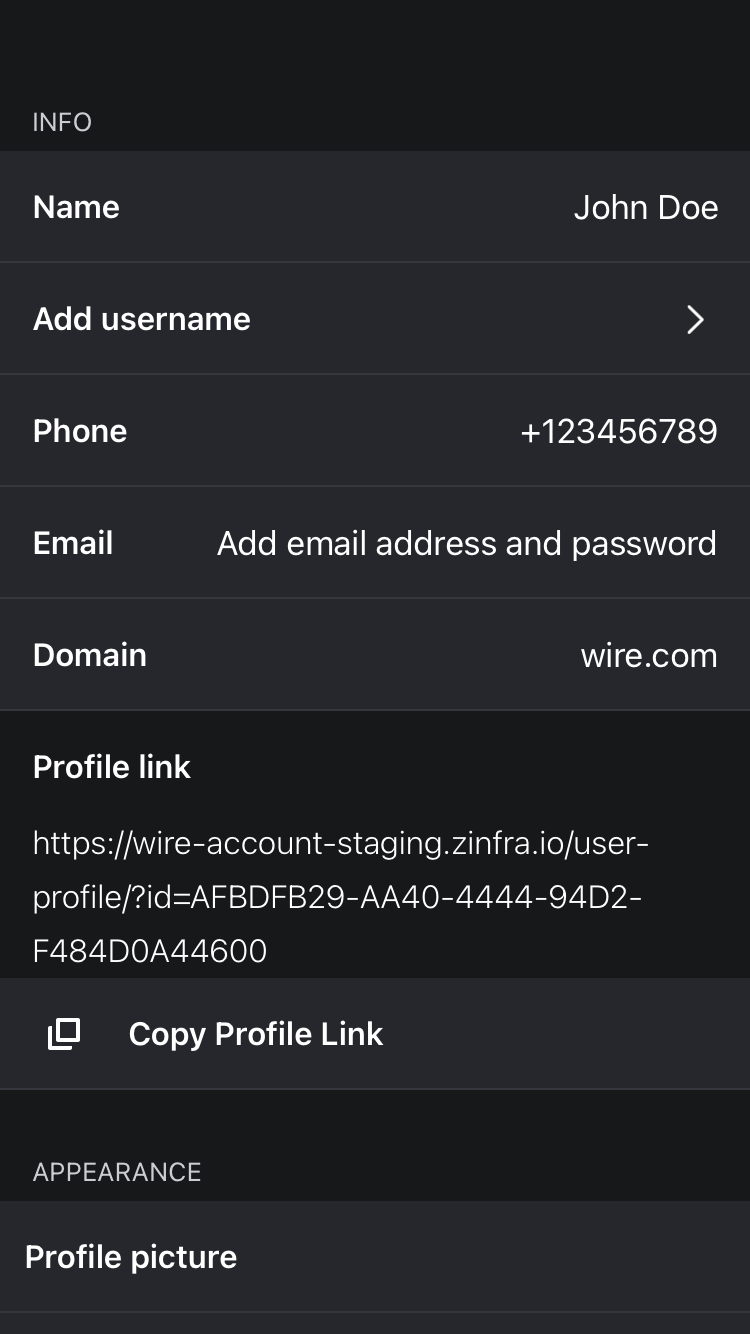 INFO
Name John Doe
Add username
Phone +123456789
Email Add email address and password
Domain wire.com
Profile link
https://wire-account-staging.zinfra.io/user-
profile/?id=AFBDFB29-AA40-4444-94D2-
F484D0A44600
Copy Profile Link
APPEARANCE
Profile picture